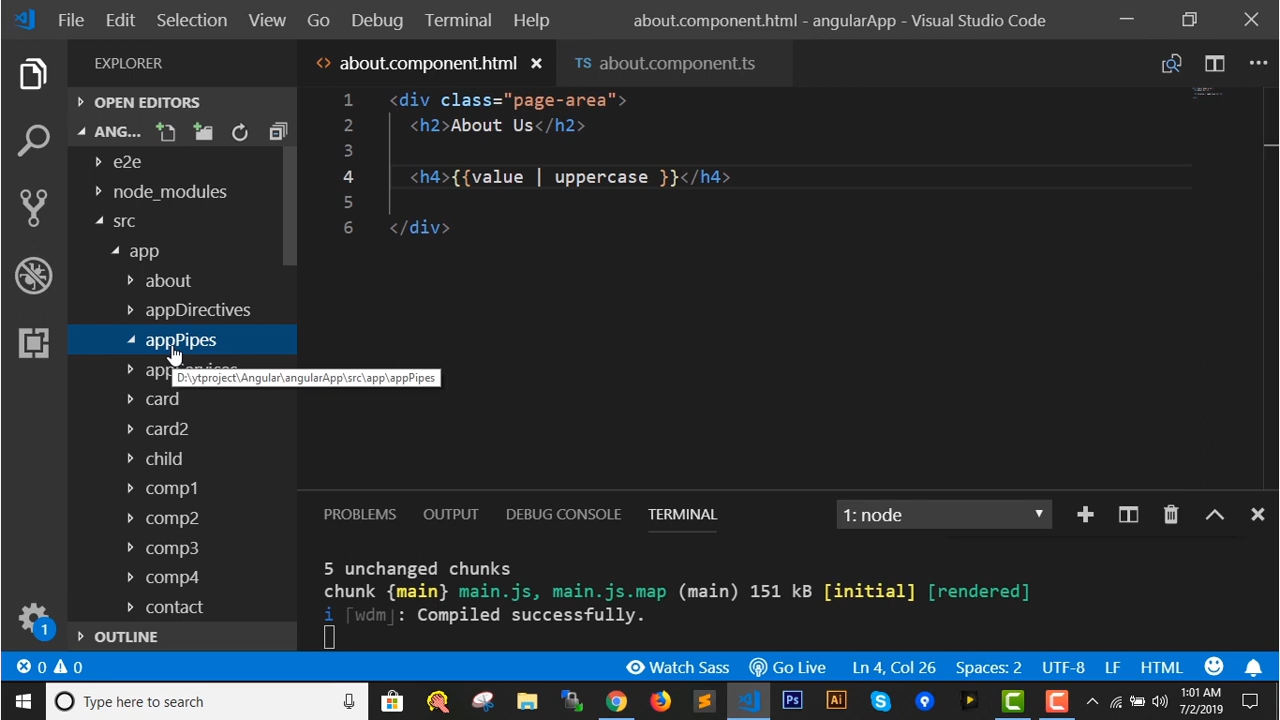 File Edit Selection View Go Debug Terminal Help about.component.html - angularApp - Visual Studio Code
EXPLORER
OPEN EDITORS
ANG...
e2e
node_modules
src
app
about
appDirectives
appPipes
D:\ytproject\Angular\angularApp\src\app\appPipes
card
card2
child
comp1
comp2
comp3
comp4
contact
OUTLINE
<> about.component.html TS about.component.ts
1 <div class="page-area">
2 <h2>About Us</h2>
3
4 <h4>{{value | uppercase }}</h4>
5
6 </div>
PROBLEMS OUTPUT DEBUG CONSOLE TERMINAL 1: node
5 unchanged chunks
chunk {main} main.js, main.js.map (main) 151 kB [initial] [rendered]
i ｢wdm｣: Compiled successfully.
1
0 0 Watch Sass Go Live Ln 4, Col 26 Spaces: 2 UTF-8 LF HTML
Type here to search Ps Ai
1:01 AM
7/2/2019